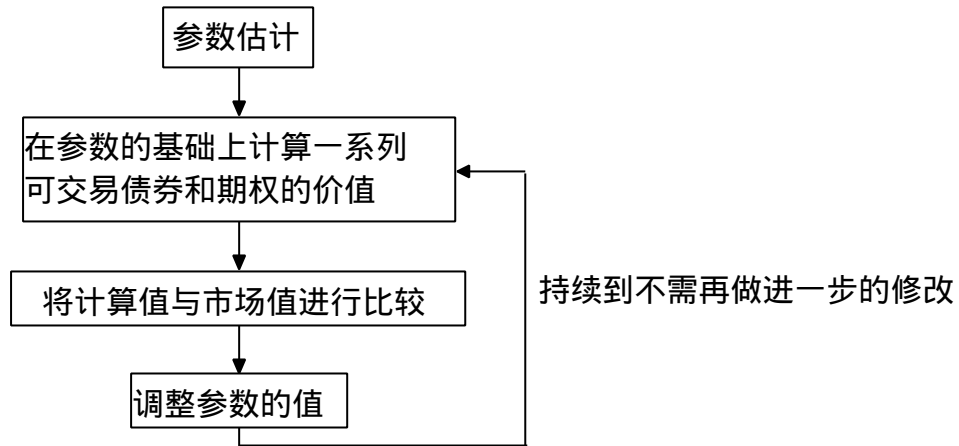 参数估计
在参数的基础上计算一系列
可交易债券和期权的价值
将计算值与市场值进行比较
持续到不需再做进一步的修改
调整参数的值